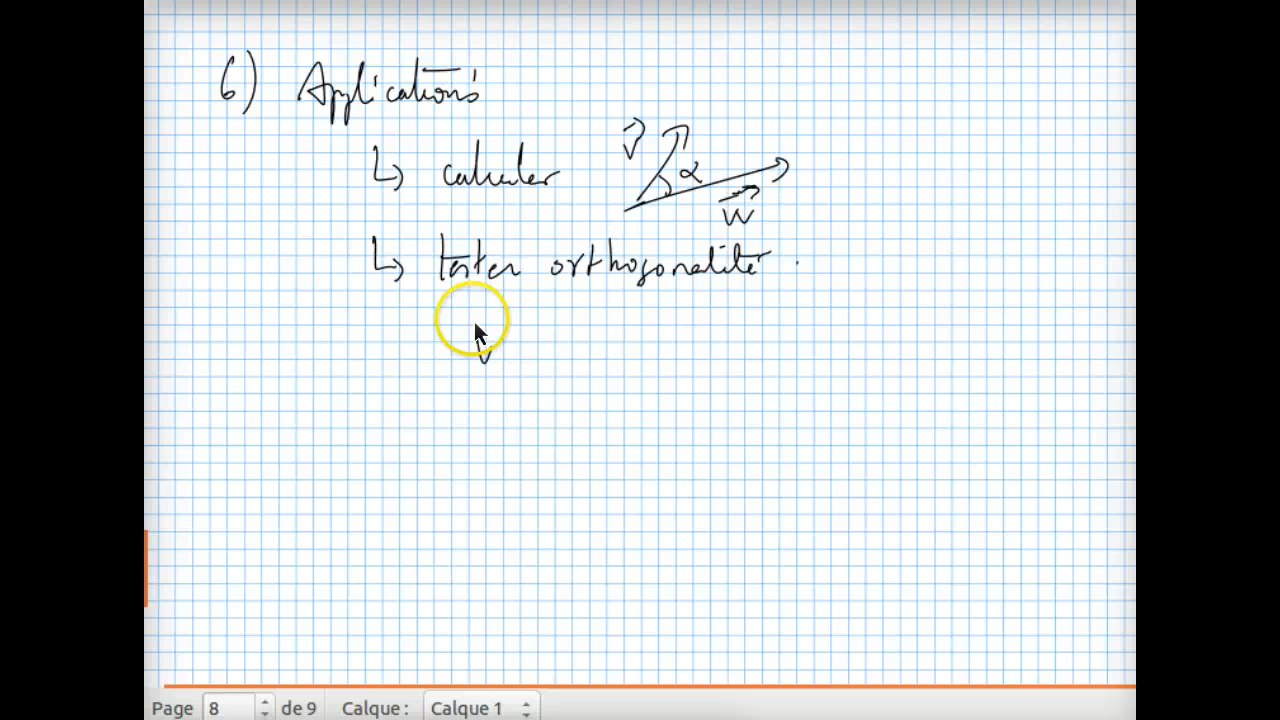 6) Applications
↳ calculer V α W
↳ tester orthogonalité .
V
Page 8 de 9 Calque : Calque 1